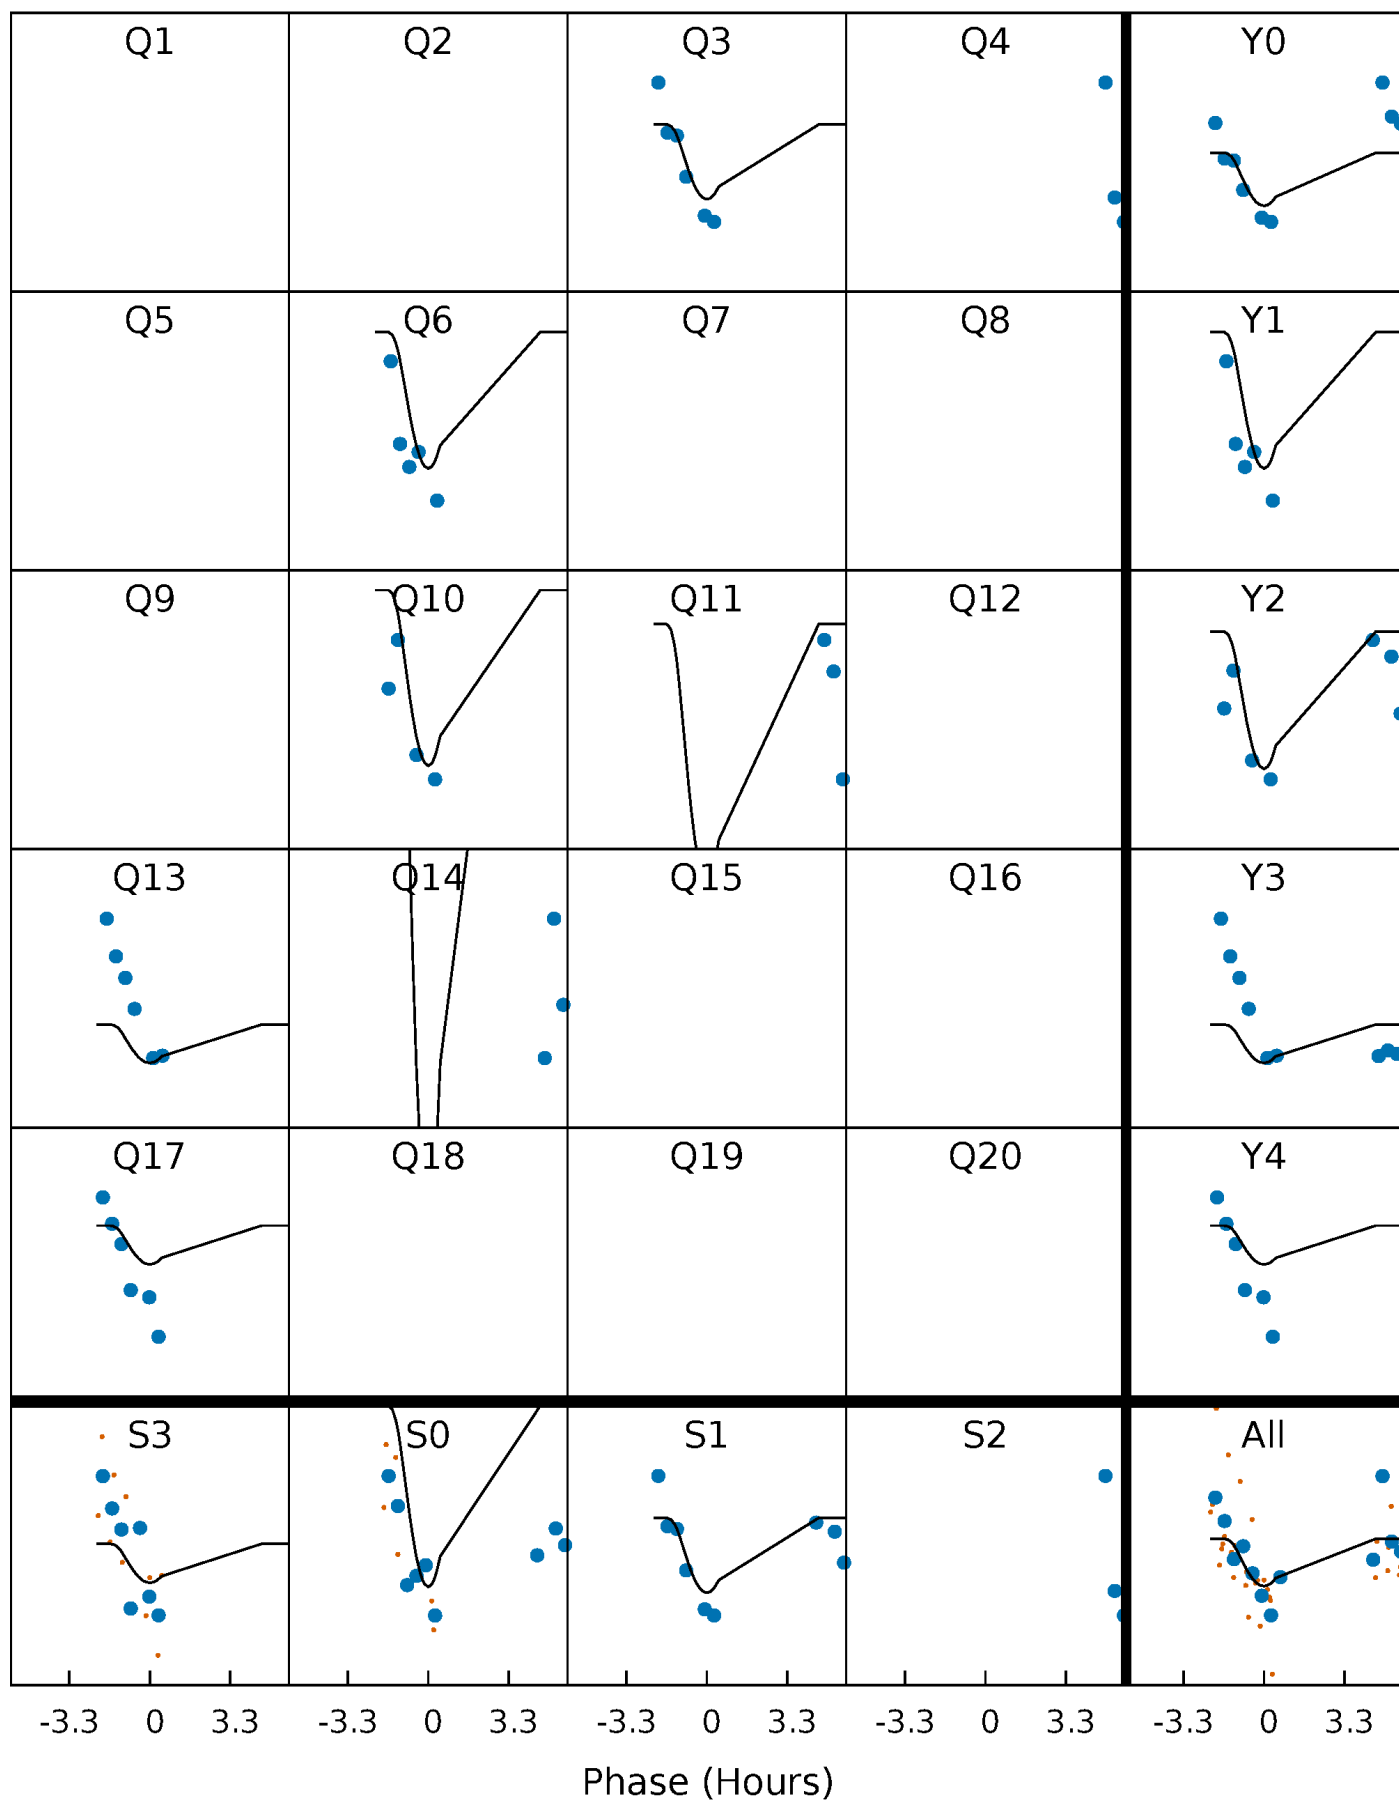 Q1 Q2 Q3 Q4 Y0
Q5 Q6 Q7 Q8 Y1
Q9 Q10 Q11 Q12 Y2
Q13 Q14 Q15 Q16 Y3
Q17 Q18 Q19 Q20 Y4
S3 S0 S1 S2 All
-3.3 0 3.3 -3.3 0 3.3 -3.3 0 3.3 -3.3 0 3.3 -3.3 0 3.3
Phase (Hours)